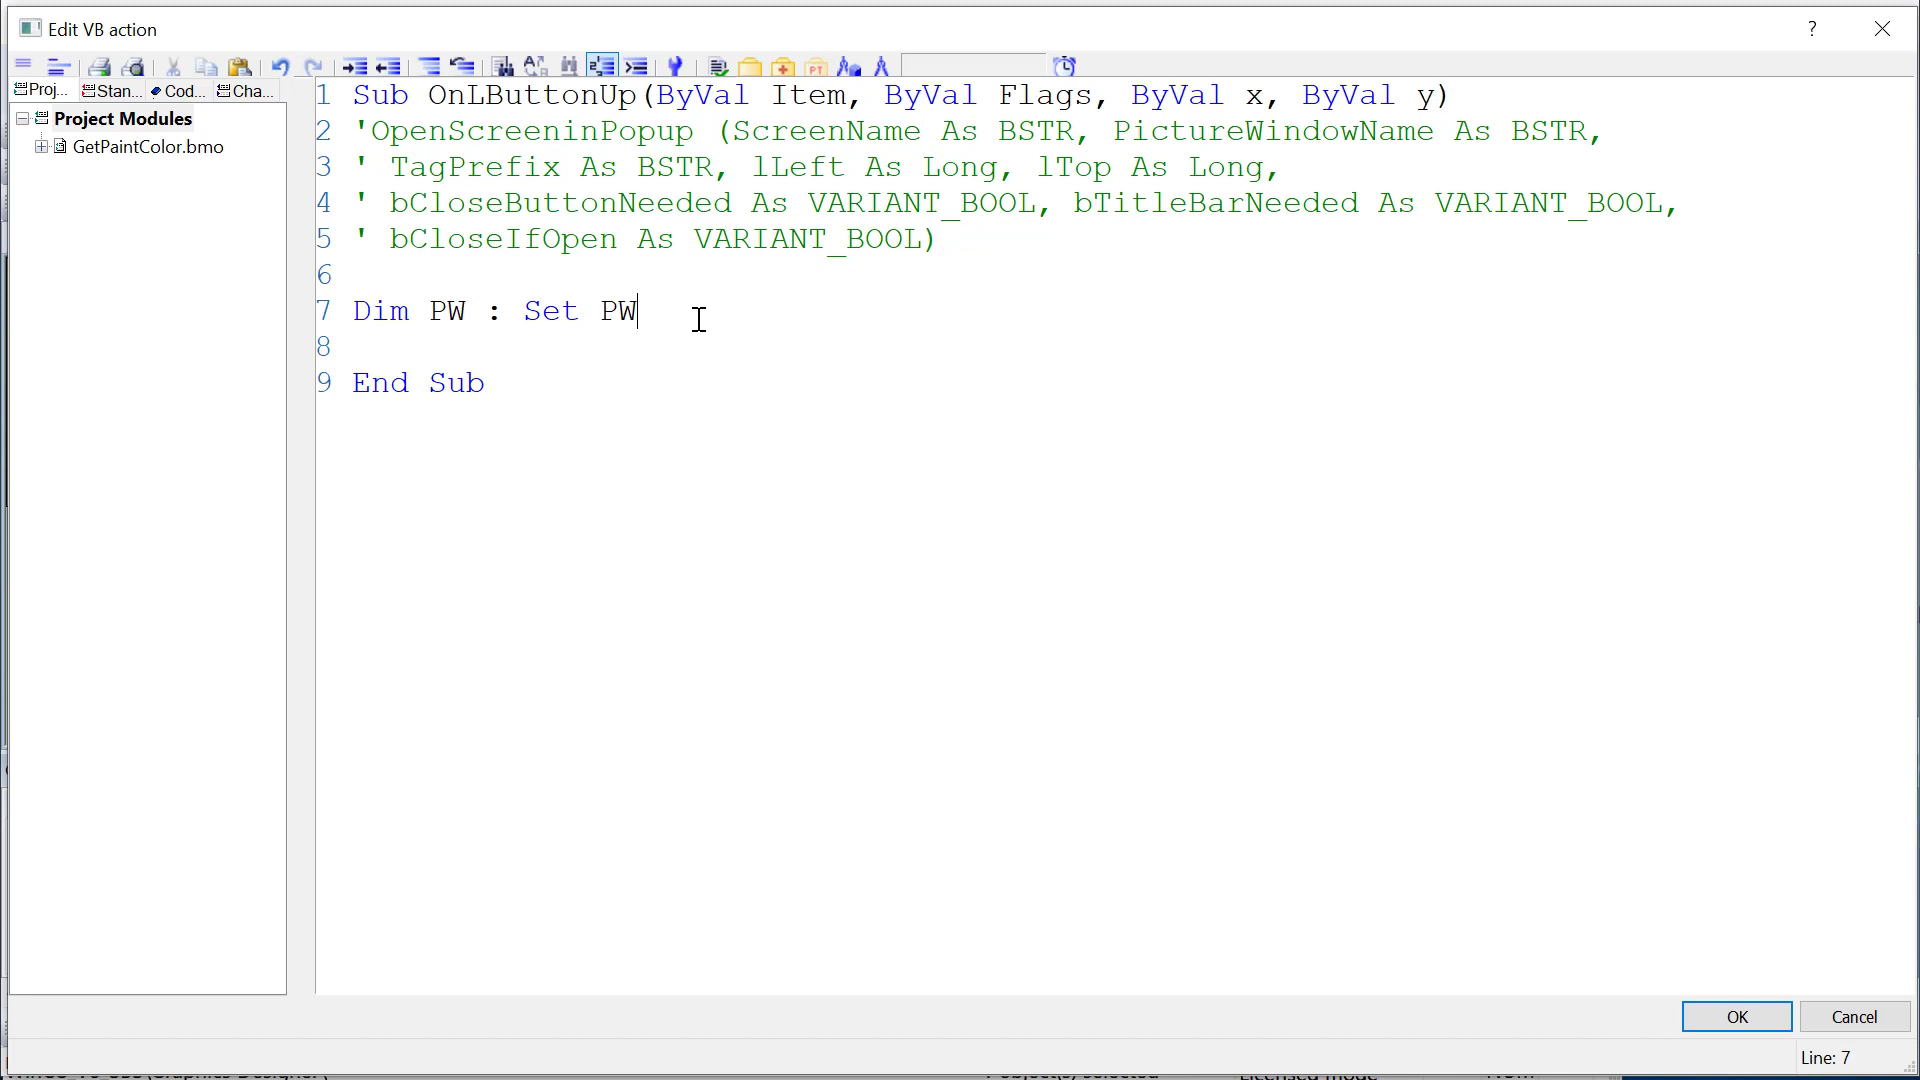 Edit VB action
?
Proj... Stan... Cod... Cha...
Project Modules
GetPaintColor.bmo
1 Sub OnLButtonUp(ByVal Item, ByVal Flags, ByVal x, ByVal y)
2 'OpenScreeninPopup (ScreenName As BSTR, PictureWindowName As BSTR,
3 ' TagPrefix As BSTR, lLeft As Long, lTop As Long,
4 ' bCloseButtonNeeded As VARIANT_BOOL, bTitleBarNeeded As VARIANT_BOOL,
5 ' bCloseIfOpen As VARIANT_BOOL)
6
7 Dim PW : Set PW
8
9 End Sub
OK Cancel
Line: 7